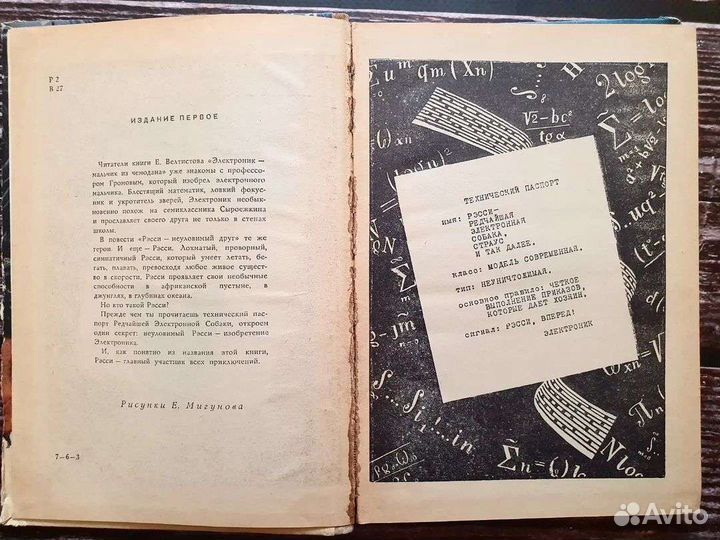 Р 2
В 27
ИЗДАНИЕ ПЕРВОЕ
Читатели книги Е. Велтистова «Электроник —
мальчик из чемодана» уже знакомы с профессо-
ром Громовым, который изобрел электронного
мальчика. Блестящий математик, ловкий фокус-
ник и укротитель зверей, Электроник необык-
новенно похож на семиклассника Сыроежкина
и прославляет своего друга не только в стенах
школы.
В повести «Рэсси — неуловимый друг» те же
герои. И еще — Рэсси. Лохматый, проворный,
симпатичный Рэсси, который умеет летать, бе-
гать, плавать, превосходя любое живое сущест-
во в скорости. Рэсси проявляет свои необычные
способности в африканской пустыне, в
джунглях, в глубинах океана.
Но кто такой Рэсси?
Прежде чем ты прочитаешь технический пас-
порт Редчайшей Электронной Собаки, откроем
один секрет: неуловимый Рэсси — изобретение
Электроника.
И, как понятно из названия этой книги,
Рэсси — главный участник всех приключений.
Рисунки Е. Мигунова
7—6—3
ТЕХНИЧЕСКИЙ ПАСПОРТ
ИМЯ: РЭССИ—
РЕДЧАЙШАЯ
ЭЛЕКТРОННАЯ
СОБАКА,
СТРАУС
И ТАК ДАЛЕЕ.
КЛАСС: МОДЕЛЬ СОВРЕМЕННАЯ.
ТИП: НЕУНИЧТОЖИМАЯ.
ОСНОВНОЕ ПРАВИЛО: ЧЕТКОЕ
ВЫПОЛНЕНИЕ ПРИКАЗОВ,
КОТОРЫЕ ДАЕТ ХОЗЯИН.
СИГНАЛ: РЭССИ, ВПЕРЕД!
ЭЛЕКТРОНИК
Avito